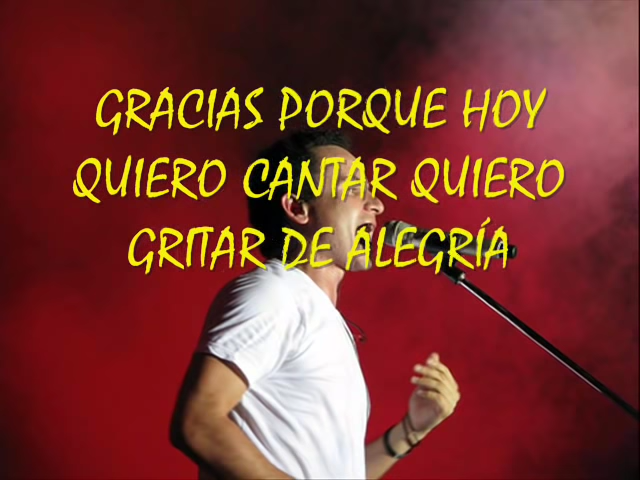 GRACIAS PORQUE HOY
QUIERO CANTAR QUIERO
GRITAR DE ALEGRÍA